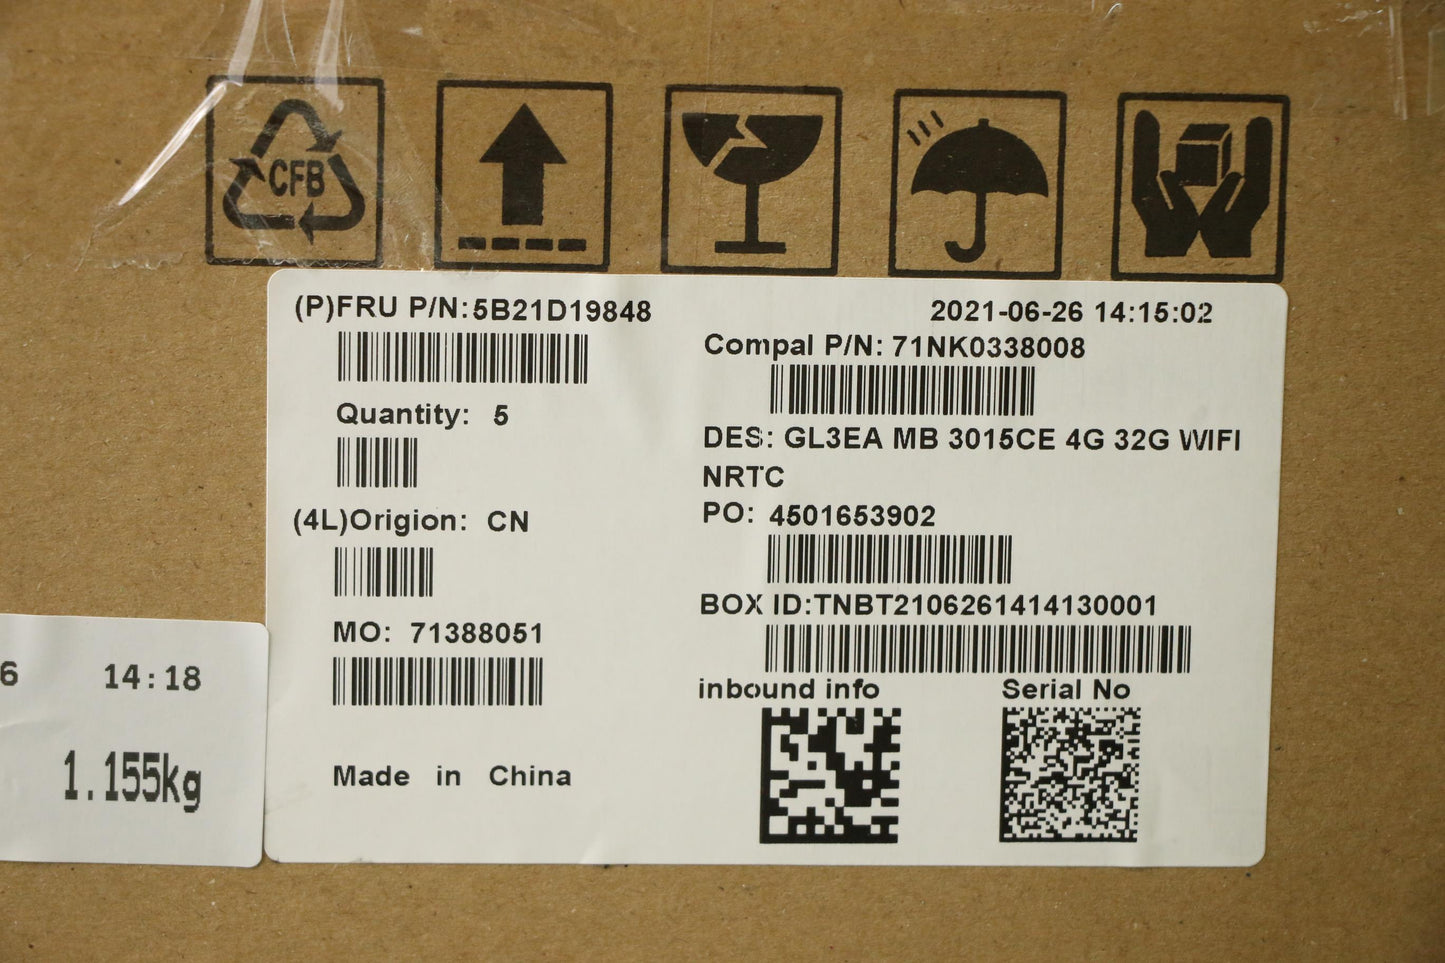 CFB
(P)FRU P/N:5B21D19848
2021-06-26 14:15:02
Compal P/N: 71NK0338008
Quantity: 5
DES: GL3EA MB 3015CE 4G 32G WIFI
NRTC
(4L)Origion: CN
PO: 4501653902
BOX ID:TNBT2106261414130001
MO: 71388051
inbound info
Serial No
Made in China
6 14:18
1.155kg